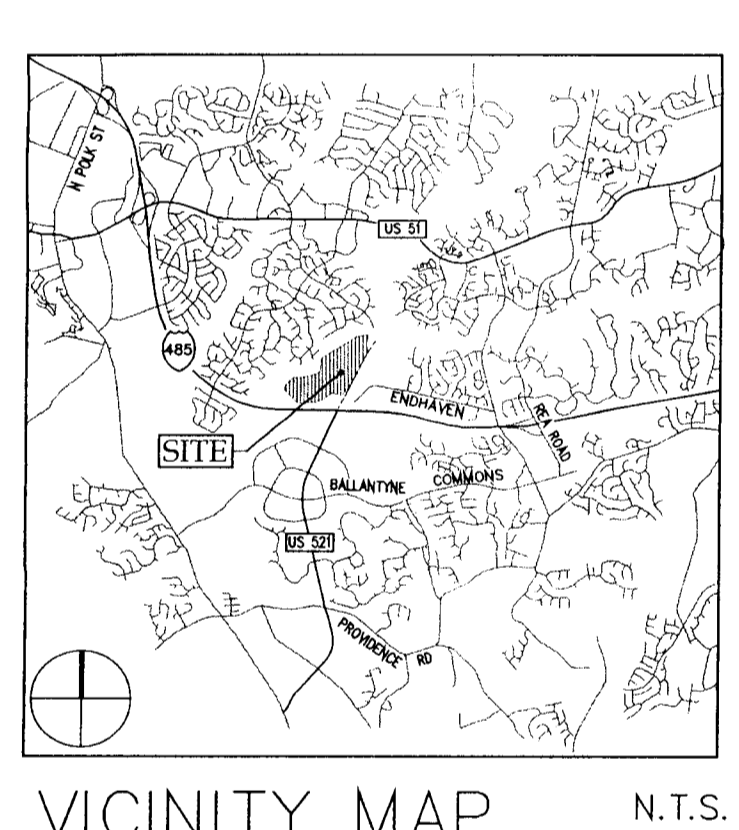 N POLK ST
US 51
485
ENDHAVEN
REA ROAD
SITE
BALLANTYNE COMMONS
US 521
PROVIDENCE RD
VICINITY MAP N.T.S.